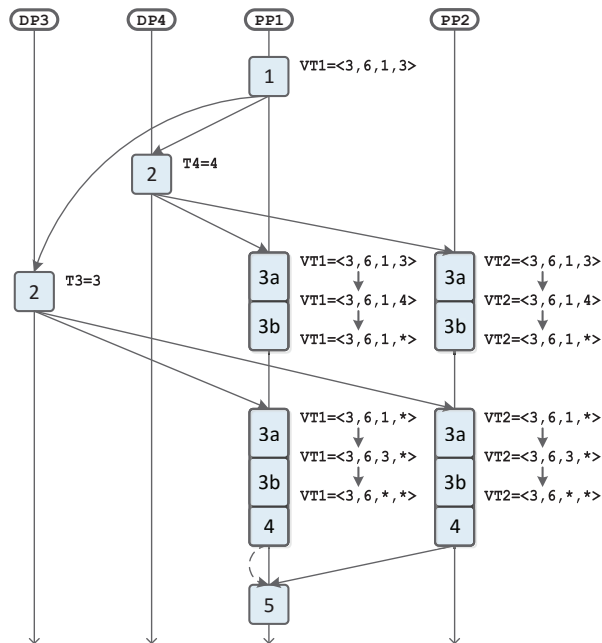 DP3 DP4 PP1 PP2
1 VT1=<3,6,1,3>
2 T4=4
3a VT1=<3,6,1,3> 3a VT2=<3,6,1,3>
2 T3=3
VT1=<3,6,1,4> VT2=<3,6,1,4>
3b VT1=<3,6,1,*> 3b VT2=<3,6,1,*>
3a VT1=<3,6,1,*> 3a VT2=<3,6,1,*>
VT1=<3,6,3,*> VT2=<3,6,3,*>
3b VT1=<3,6,*,*> 3b VT2=<3,6,*,*>
4 4
5